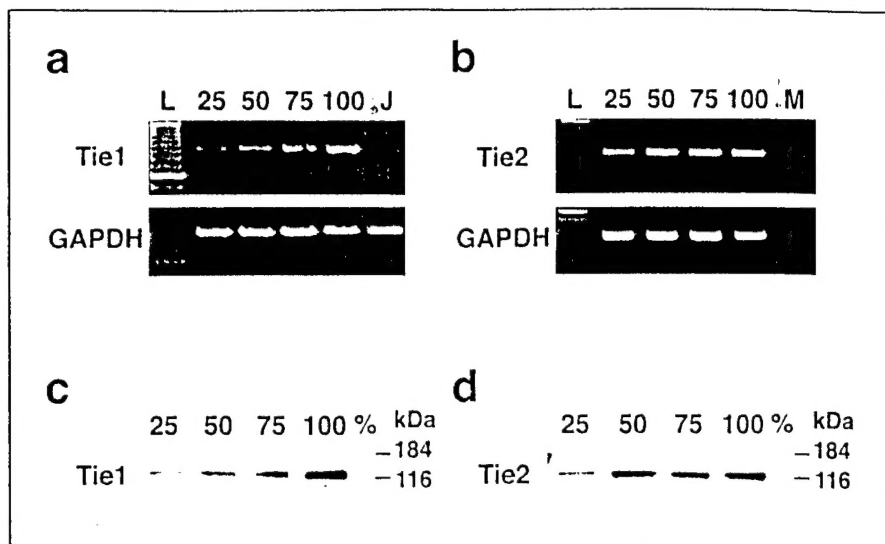 a
L 25 50 75 100 J
Tie1
GAPDH
b
L 25 50 75 100 M
Tie2
GAPDH
c
25 50 75 100 % kDa
–184
Tie1 –116
d
25 50 75 100 % kDa
–184
Tie2 –116